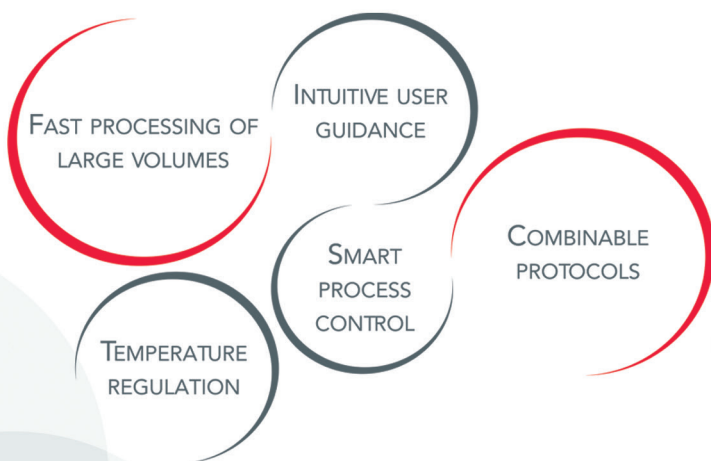 Fast processing of
large volumes
Intuitive user
guidance
Combinable
protocols
Smart
process
control
Temperature
regulation